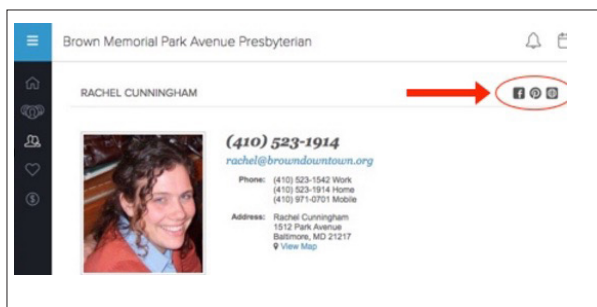 Brown Memorial Park Avenue Presbyterian
RACHEL CUNNINGHAM
(410) 523-1914
rachel@browndowntown.org
Phone: (410) 523-1542 Work
(410) 523-1914 Home
(410) 971-0701 Mobile
Address: Rachel Cunningham
1512 Park Avenue
Baltimore, MD 21217
View Map